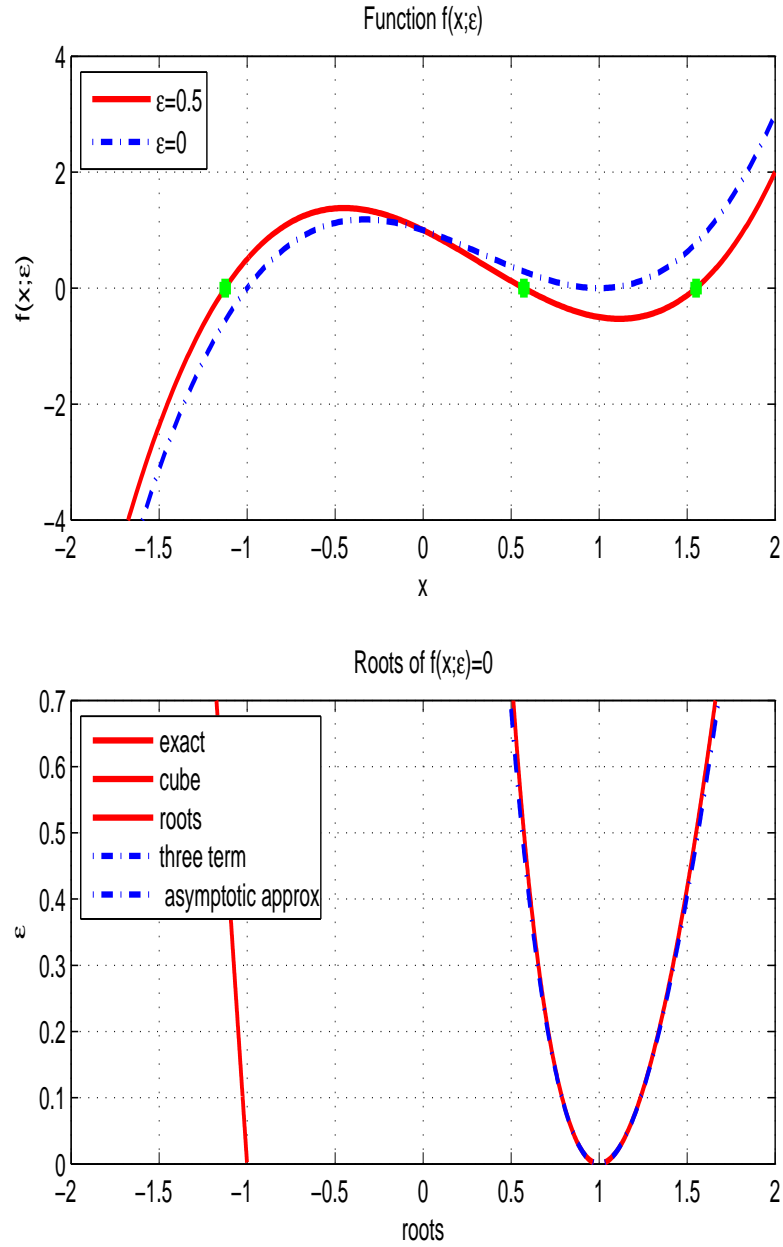 Function f(x;ε)
4
2
0
−2
−4
f(x;ε)
ε=0.5
ε=0
−2 −1.5 −1 −0.5 0 0.5 1 1.5 2
x
Roots of f(x;ε)=0
0.7
0.6
0.5
0.4
0.3
0.2
0.1
0
ε
exact
cube
roots
three term
asymptotic approx
−2 −1.5 −1 −0.5 0 0.5 1 1.5 2
roots